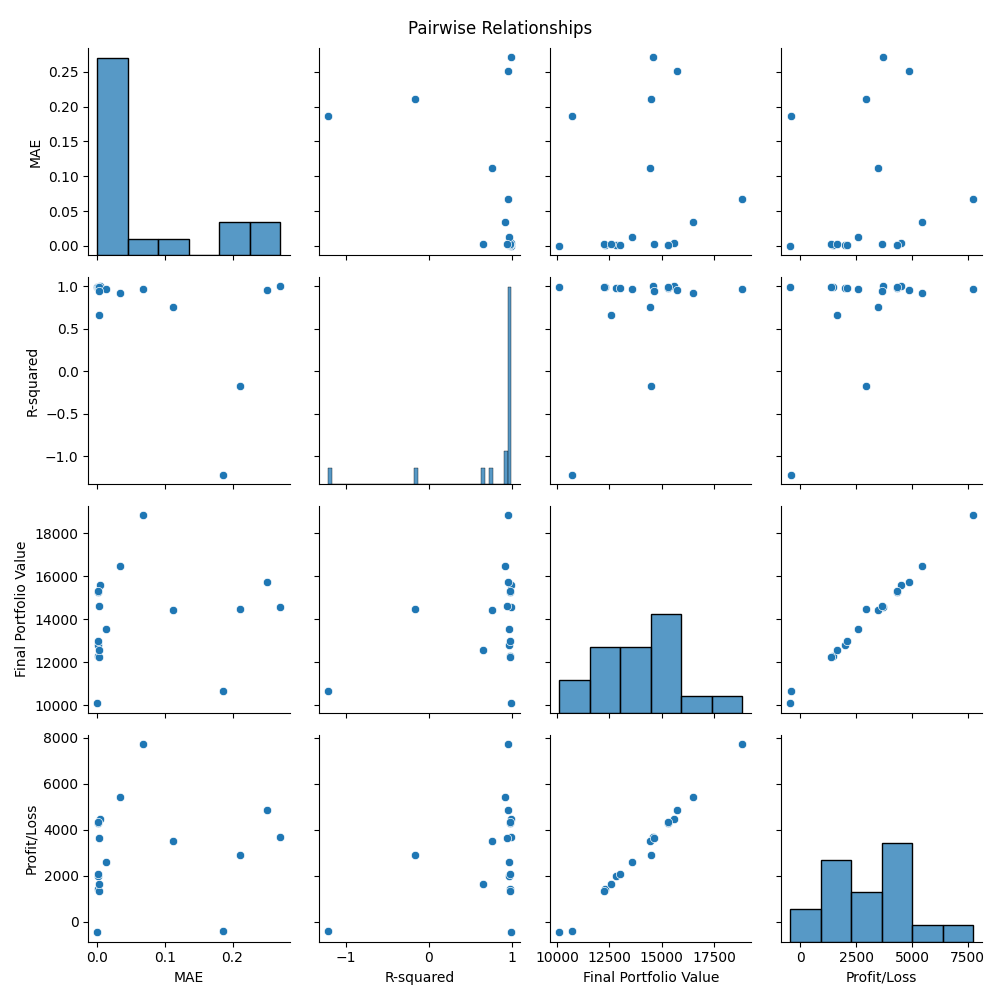 Pairwise Relationships
MAE
0.25
0.20
0.15
0.10
0.05
0.00
R-squared
1.0
0.5
0.0
−0.5
−1.0
Final Portfolio Value
18000
16000
14000
12000
10000
Profit/Loss
8000
6000
4000
2000
0
0.0 0.1 0.2
−1 0 1
10000 12500 15000 17500
0 2500 5000 7500
MAE
R-squared
Final Portfolio Value
Profit/Loss